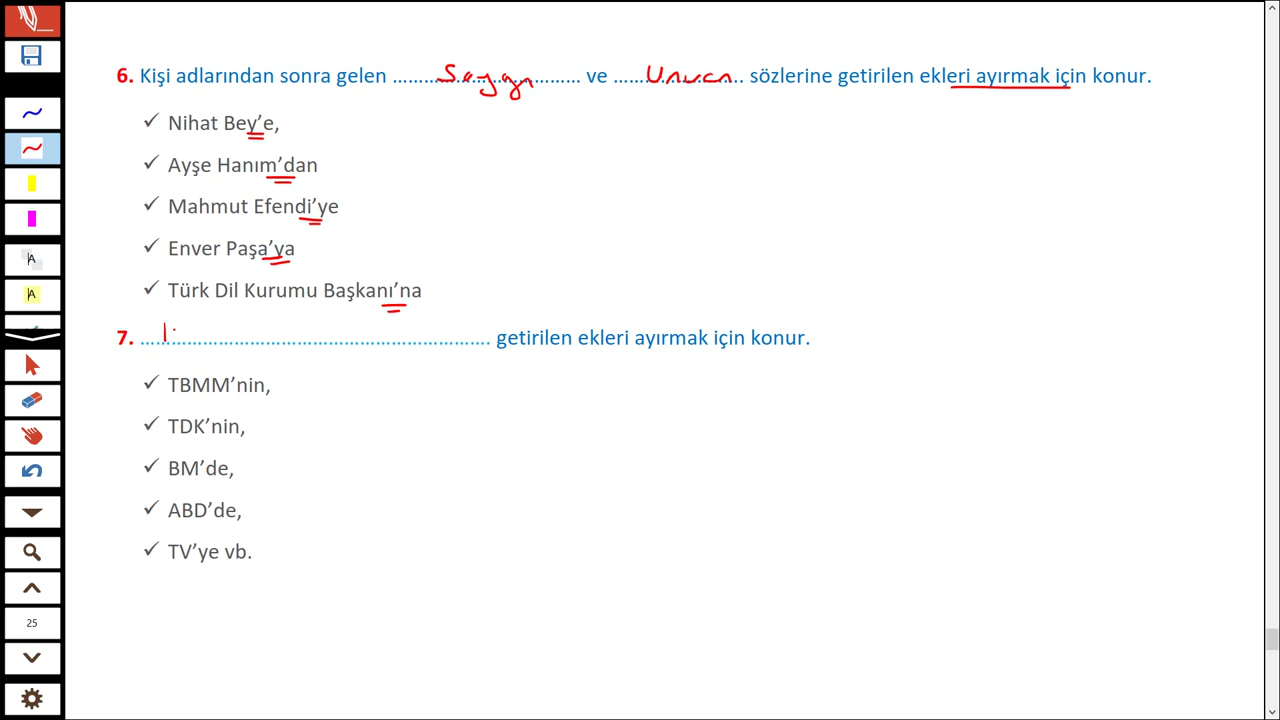 6. Kişi adlarından sonra gelen ........ Saygı ........ ve ........ Unvan ........ sözlerine getirilen ekleri ayırmak için konur.
✓ Nihat Bey’e,
✓ Ayşe Hanım’dan
✓ Mahmut Efendi’ye
✓ Enver Paşa’ya
✓ Türk Dil Kurumu Başkanı’na
7. ........................................ getirilen ekleri ayırmak için konur.
✓ TBMM’nin,
✓ TDK’nin,
✓ BM’de,
✓ ABD’de,
✓ TV’ye vb.
A
A
25